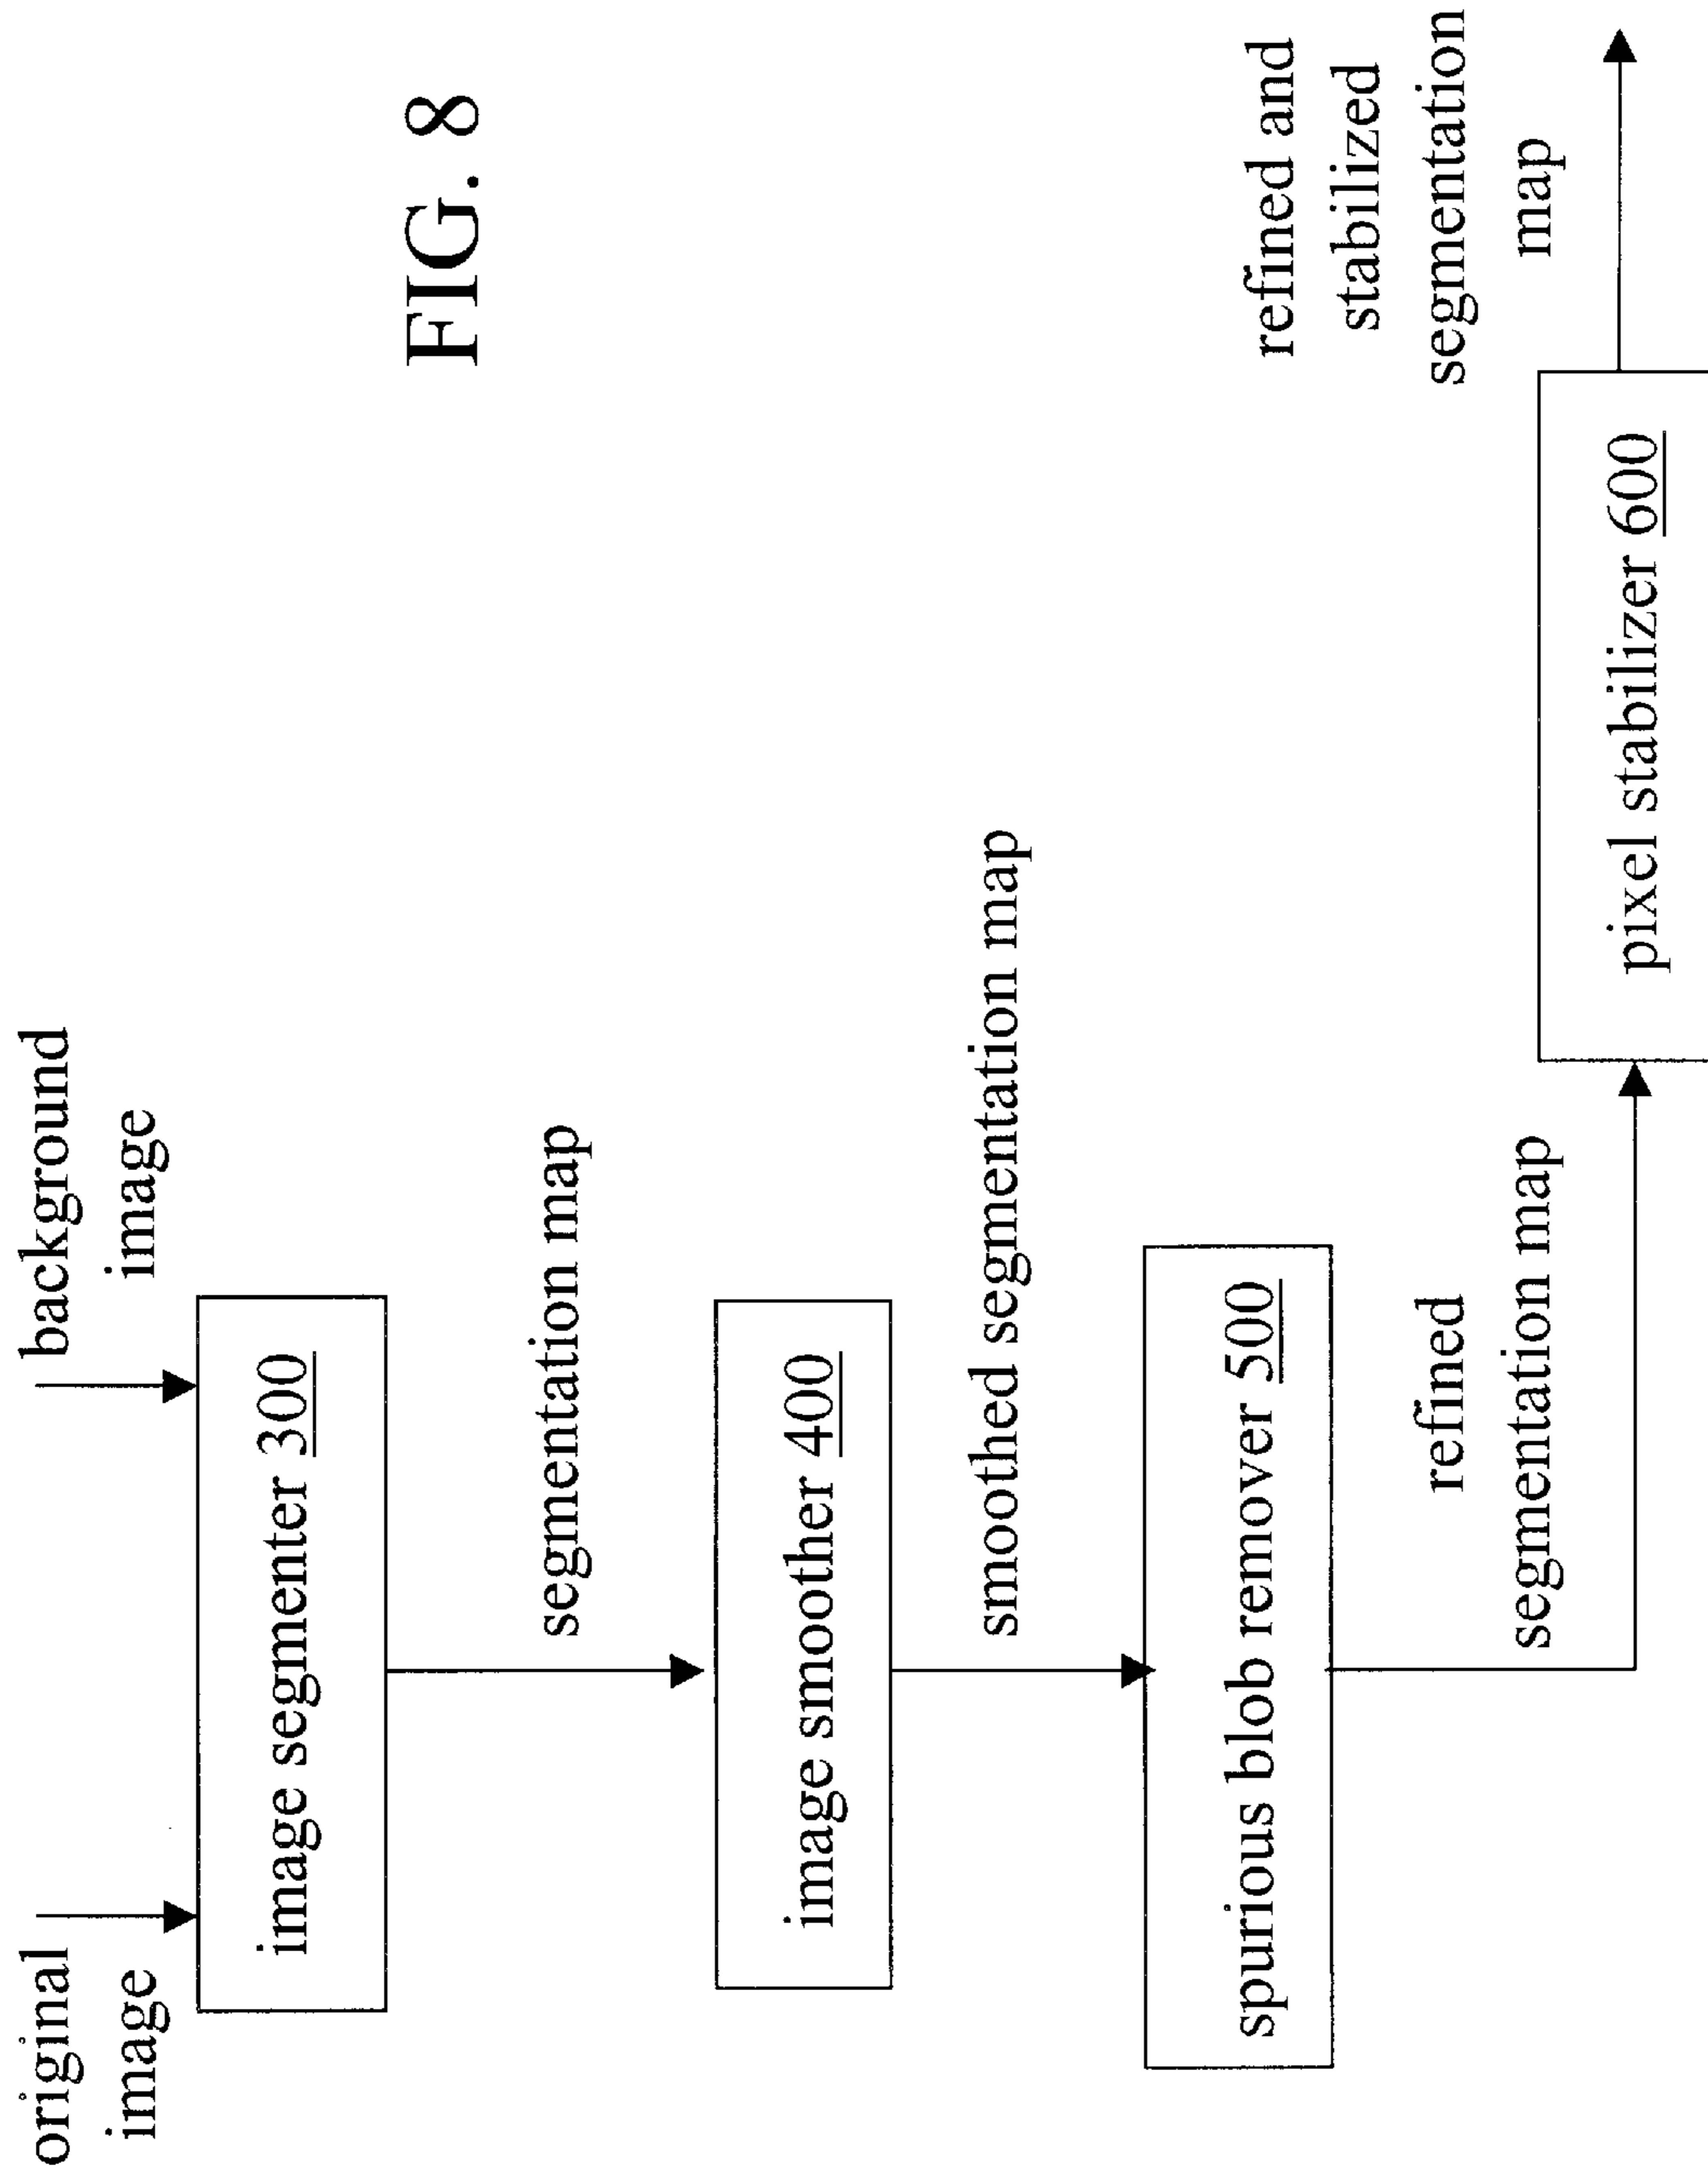 FIG. 8
original
image
background
image
image segmenter 300
segmentation map
image smoother 400
smoothed segmentation map
spurious blob remover 500
refined
segmentation map
pixel stabilizer 600
refined and
stabilized
segmentation
map